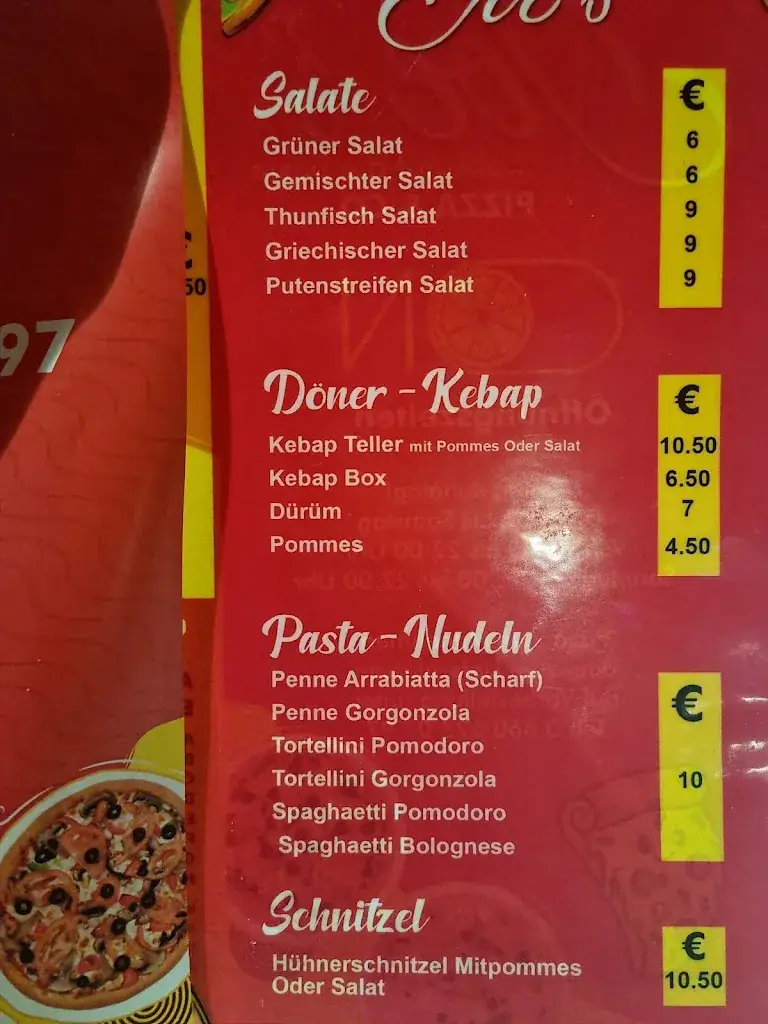 Salate €
Grüner Salat 6
Gemischter Salat 6
Thunfisch Salat 9
Griechischer Salat 9
Putenstreifen Salat 9
50
97
Döner - Kebap €
Kebap Teller mit Pommes Oder Salat 10.50
Kebap Box 6.50
Dürüm 7
Pommes 4.50
Pasta - Nudeln
Penne Arrabiatta (Scharf) €
Penne Gorgonzola
Tortellini Pomodoro
Tortellini Gorgonzola 10
Spaghaetti Pomodoro
Spaghaetti Bolognese
Schnitzel €
Hühnerschnitzel Mitpommes 10.50
Oder Salat